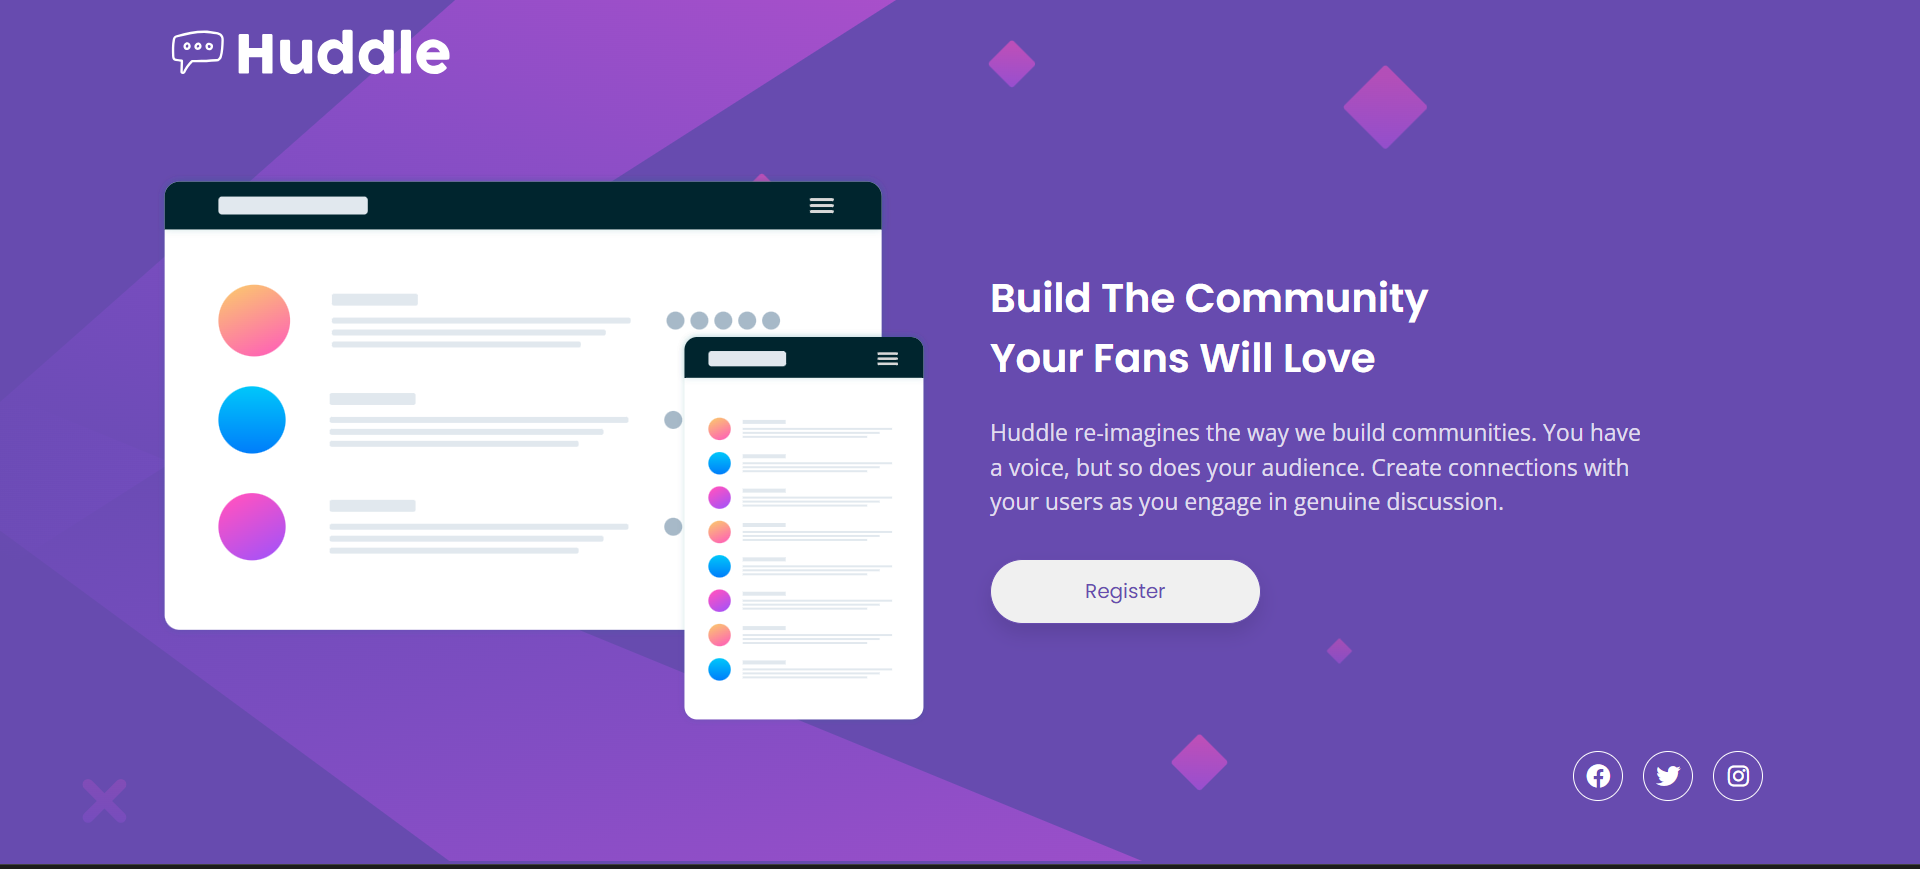 Huddle
Build The Community
Your Fans Will Love
Huddle re-imagines the way we build communities. You have
a voice, but so does your audience. Create connections with
your users as you engage in genuine discussion.
Register